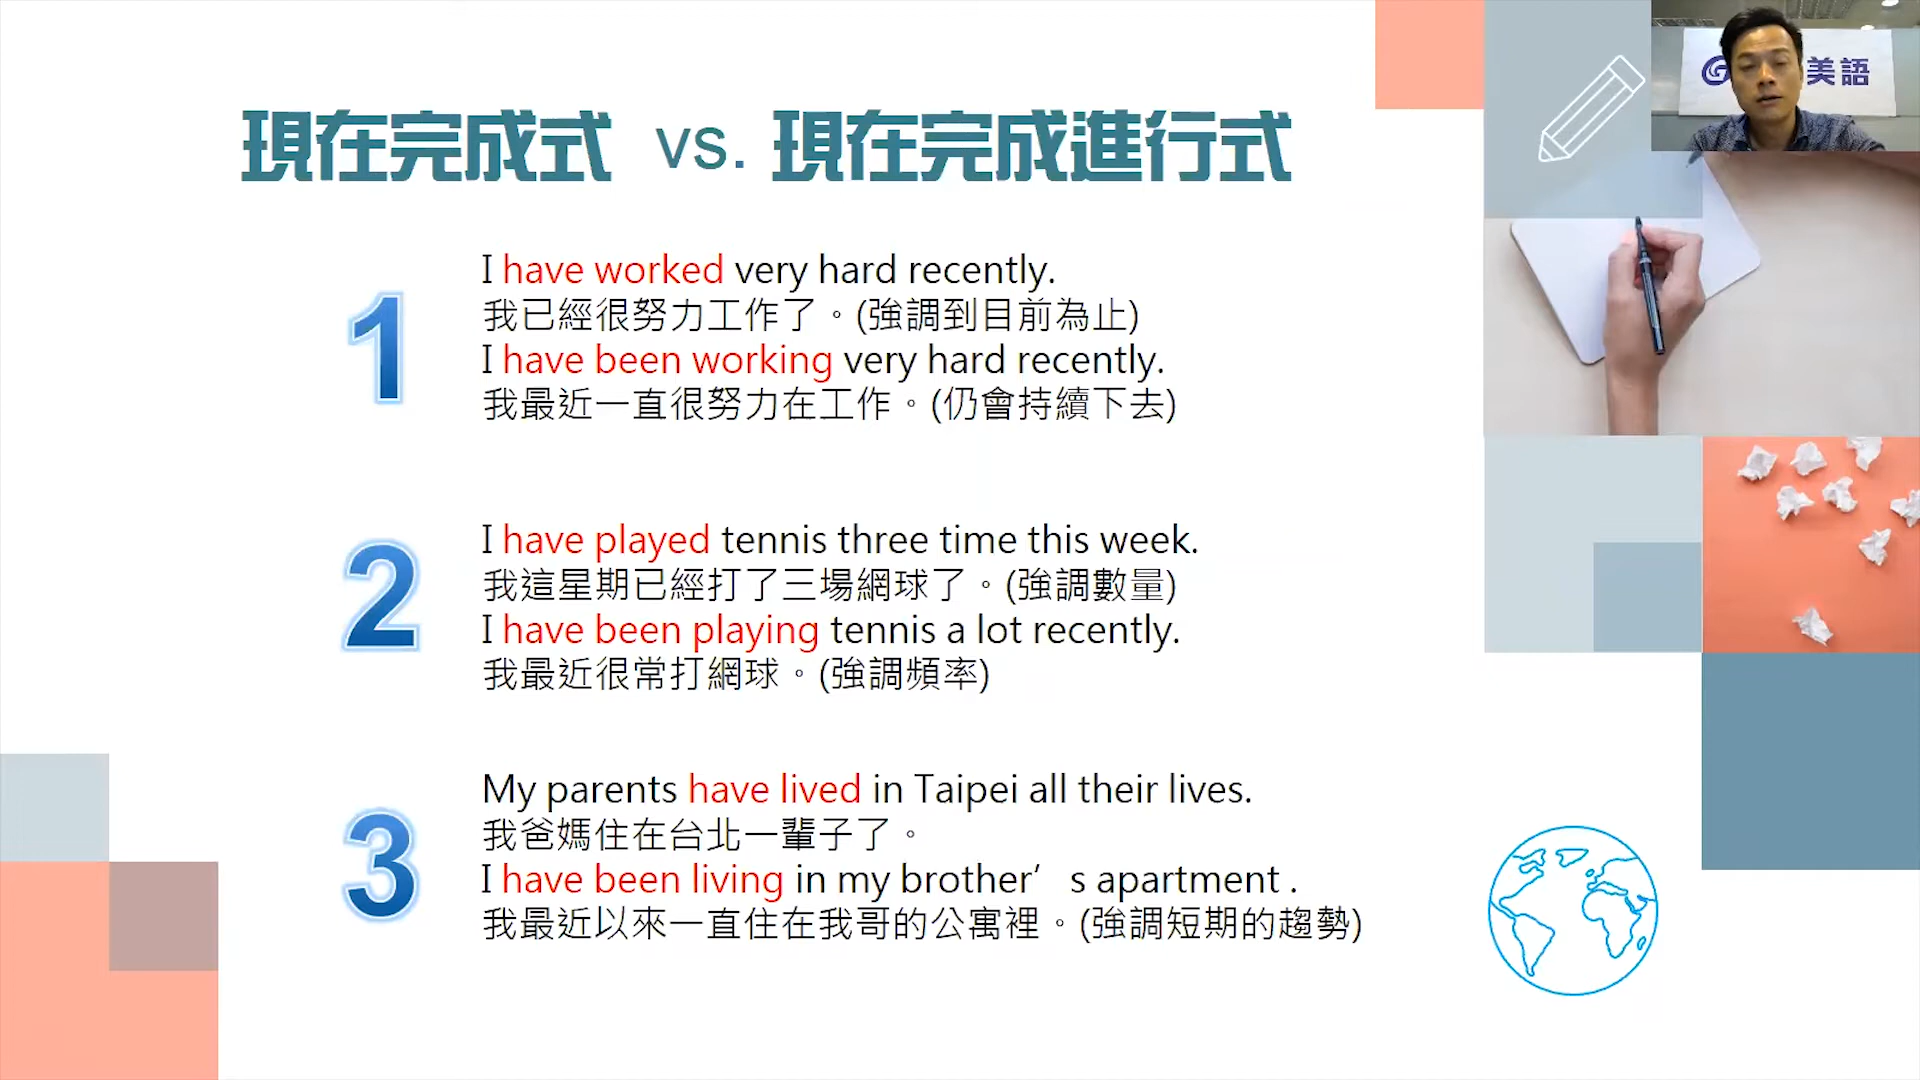 現在完成式 vs. 現在完成進行式
美語
1
I have worked very hard recently.
我已經很努力工作了。(強調到目前為止)
I have been working very hard recently.
我最近一直很努力在工作。(仍會持續下去)
2
I have played tennis three time this week.
我這星期已經打了三場網球了。(強調數量)
I have been playing tennis a lot recently.
我最近很常打網球。(強調頻率)
3
My parents have lived in Taipei all their lives.
我爸媽住在台北一輩子了。
I have been living in my brother’s apartment .
我最近以來一直住在我哥的公寓裡。(強調短期的趨勢)